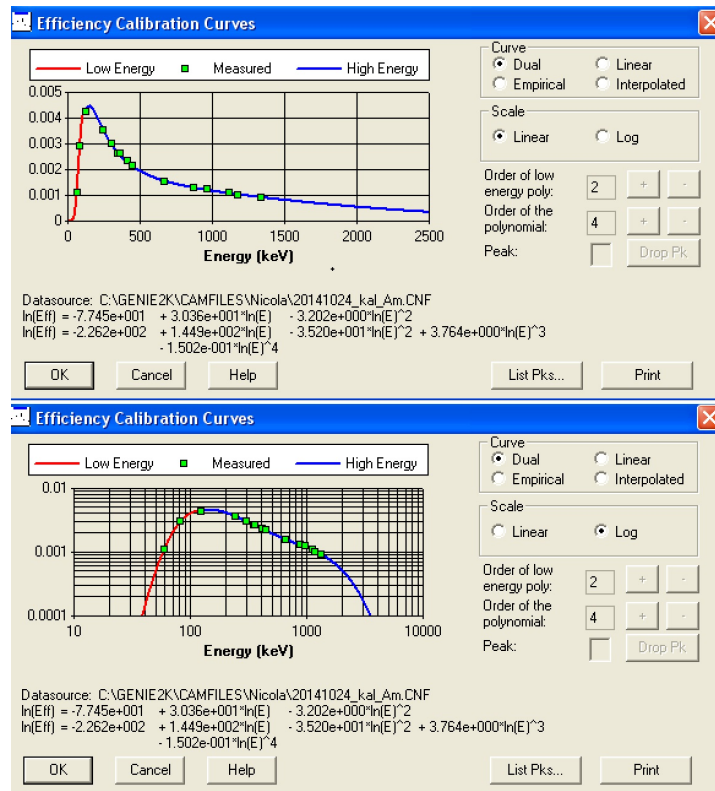 Efficiency Calibration Curves
Low Energy Measured High Energy
0.005
0.004
0.003
0.002
0.001
0
0 500 1000 1500 2000 2500
Energy (keV)
Curve
Dual Linear
Empirical Interpolated
Scale
Linear Log
Order of low
energy poly: 2 + -
Order of the
polynomial: 4 + -
Peak: Drop Pk
Datasource: C:\GENIE2K\CAMFILES\Nicola\20141024_kal_Am.CNF
ln(Eff) = -7.745e+001 + 3.036e+001*ln(E) - 3.202e+000*ln(E)^2
ln(Eff) = -2.262e+002 + 1.449e+002*ln(E) - 3.520e+001*ln(E)^2 + 3.764e+000*ln(E)^3
- 1.502e-001*ln(E)^4
OK Cancel Help List Pks... Print
Efficiency Calibration Curves
Low Energy Measured High Energy
0.01
0.001
0.0001
10 100 1000 10000
Energy (keV)
Curve
Dual Linear
Empirical Interpolated
Scale
Linear Log
Order of low
energy poly: 2 + -
Order of the
polynomial: 4 + -
Peak: Drop Pk
Datasource: C:\GENIE2K\CAMFILES\Nicola\20141024_kal_Am.CNF
ln(Eff) = -7.745e+001 + 3.036e+001*ln(E) - 3.202e+000*ln(E)^2
ln(Eff) = -2.262e+002 + 1.449e+002*ln(E) - 3.520e+001*ln(E)^2 + 3.764e+000*ln(E)^3
- 1.502e-001*ln(E)^4
OK Cancel Help List Pks... Print